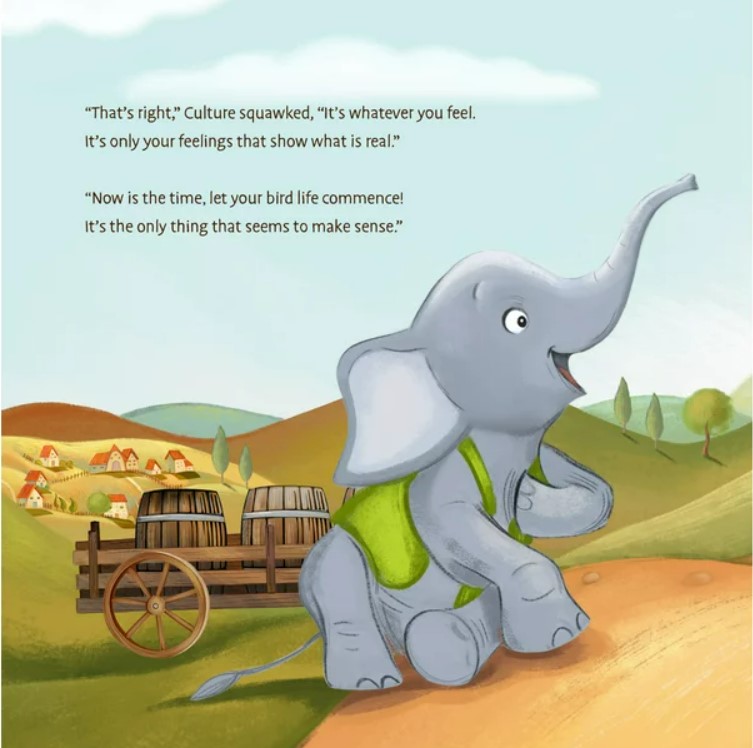 “That’s right,” Culture squawked, “It’s whatever you feel.
It’s only your feelings that show what is real.”
“Now is the time, let your bird life commence!
It’s the only thing that seems to make sense.”